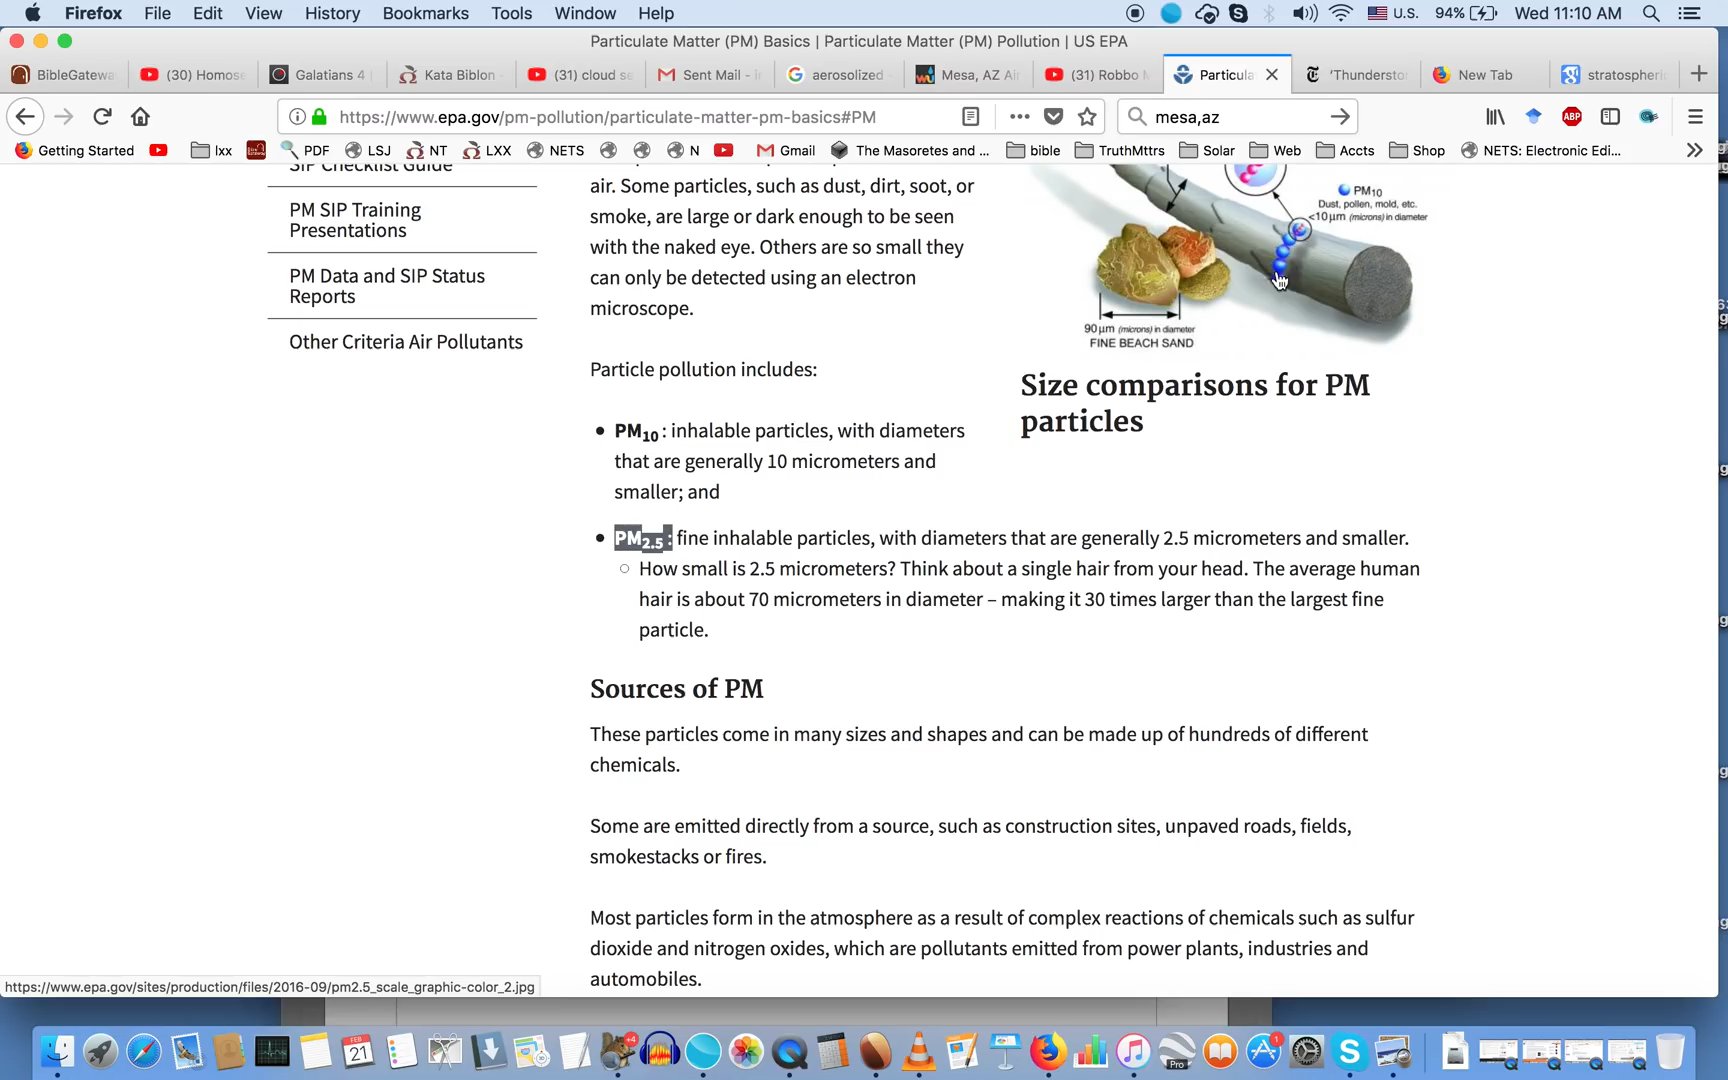 Firefox File Edit View History Bookmarks Tools Window Help U.S. 94% Wed 11:10 AM
Particulate Matter (PM) Basics | Particulate Matter (PM) Pollution | US EPA
BibleGatewa (30) Homos Galatians 4 Kata Biblon (31) cloud se Sent Mail - i aerosolized Mesa, AZ Ai (31) Robbo Particula 'Thundersto New Tab stratospheri
https://www.epa.gov/pm-pollution/particulate-matter-pm-basics#PM mesa,az ABP
Getting Started lxx PDF LSJ NT LXX NETS N Gmail The Masoretes and ... bible TruthMttrs Solar Web Accts Shop NETS: Electronic Edi...
SIP Checklist Guide
PM SIP Training
Presentations
PM Data and SIP Status
Reports
Other Criteria Air Pollutants
air. Some particles, such as dust, dirt, soot, or
smoke, are large or dark enough to be seen
with the naked eye. Others are so small they
can only be detected using an electron
microscope.
PM10
Dust, pollen, mold, etc.
<10µm (microns) in diameter
90µm (microns) in diameter
FINE BEACH SAND
Size comparisons for PM
particles
Particle pollution includes:
• PM10 : inhalable particles, with diameters
that are generally 10 micrometers and
smaller; and
• PM2.5 : fine inhalable particles, with diameters that are generally 2.5 micrometers and smaller.
○ How small is 2.5 micrometers? Think about a single hair from your head. The average human
hair is about 70 micrometers in diameter – making it 30 times larger than the largest fine
particle.
Sources of PM
These particles come in many sizes and shapes and can be made up of hundreds of different
chemicals.
Some are emitted directly from a source, such as construction sites, unpaved roads, fields,
smokestacks or fires.
Most particles form in the atmosphere as a result of complex reactions of chemicals such as sulfur
dioxide and nitrogen oxides, which are pollutants emitted from power plants, industries and
automobiles.
https://www.epa.gov/sites/production/files/2016-09/pm2.5_scale_graphic-color_2.jpg
FEB
21
+4
Pro
1